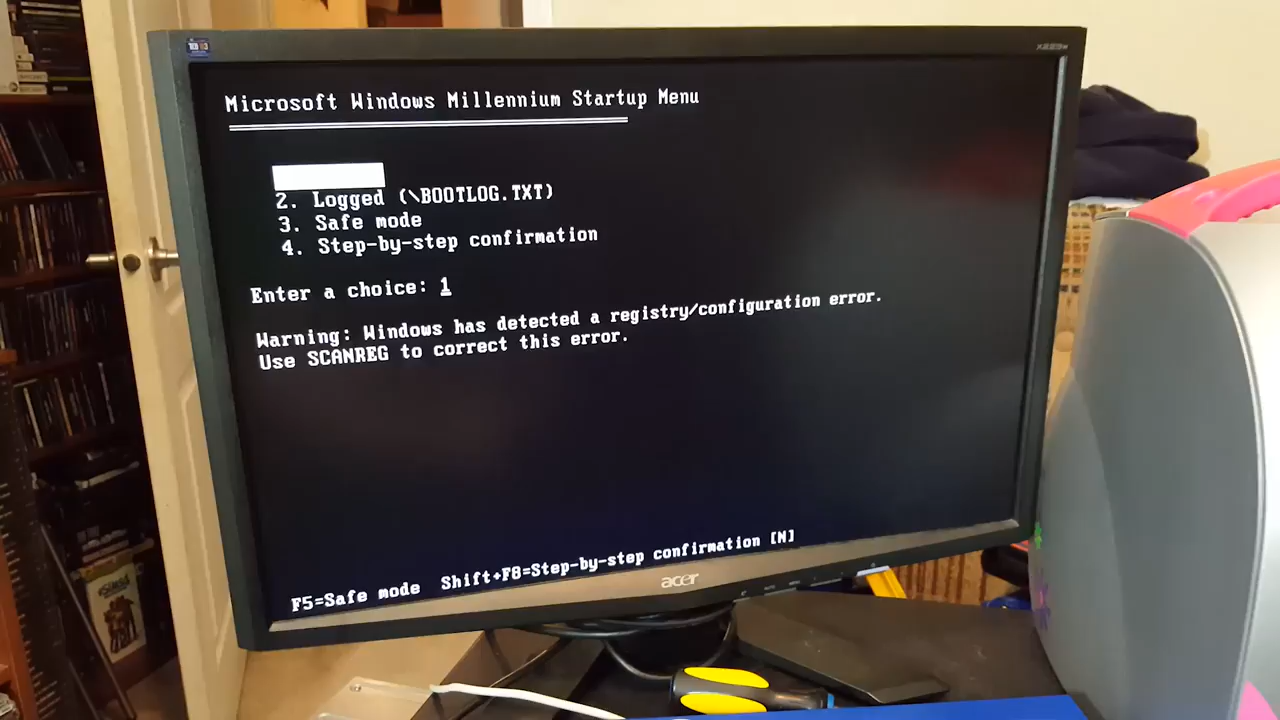 Microsoft Windows Millennium Startup Menu
2. Logged (\BOOTLOG.TXT)
3. Safe mode
4. Step-by-step confirmation
Enter a choice: 1
Warning: Windows has detected a registry/configuration error.
Use SCANREG to correct this error.
F5=Safe mode Shift+F8=Step-by-step confirmation [N]
acer